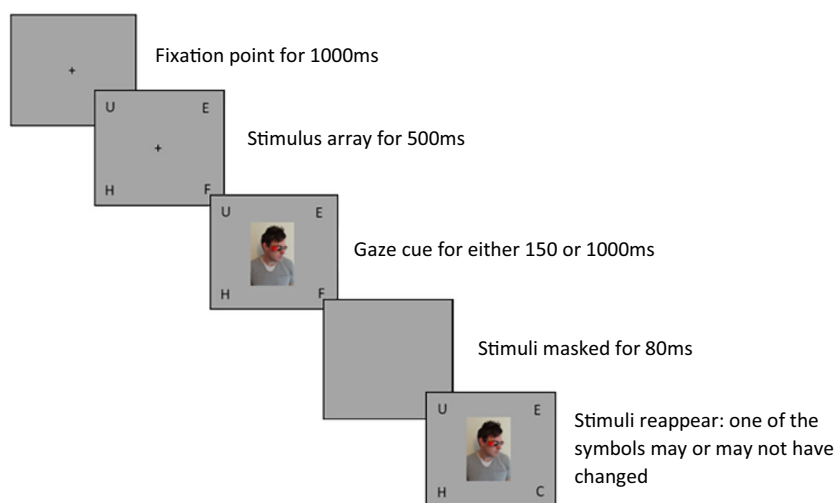 Fixation point for 1000ms
U E
H F
Stimulus array for 500ms
U E
H F
Gaze cue for either 150 or 1000ms
Stimuli masked for 80ms
U E
H C
Stimuli reappear: one of the
symbols may or may not have
changed